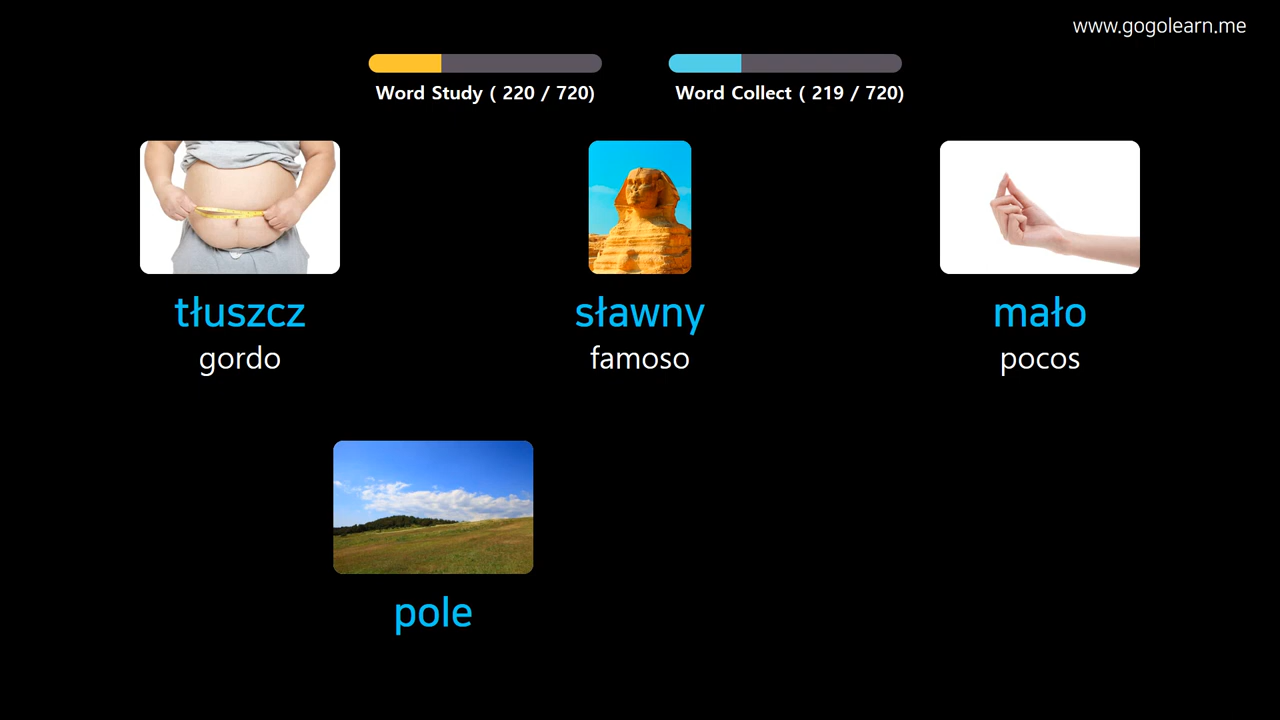 www.gogolearn.me
Word Study ( 220 / 720)
Word Collect ( 219 / 720)
tłuszcz
gordo
sławny
famoso
mało
pocos
pole